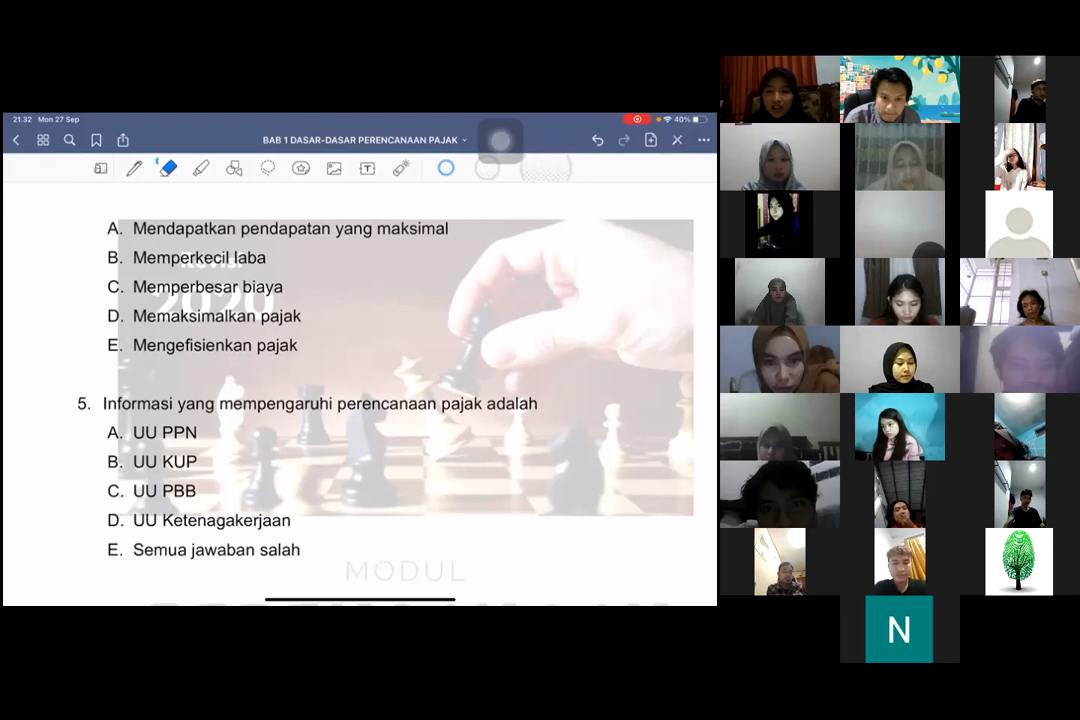 21.32 Mon 27 Sep
40%
BAB 1 DASAR-DASAR PERENCANAAN PAJAK
T
A. Mendapatkan pendapatan yang maksimal
B. Memperkecil laba
C. Memperbesar biaya
2020
D. Memaksimalkan pajak
E. Mengefisienkan pajak
5. Informasi yang mempengaruhi perencanaan pajak adalah
A. UU PPN
B. UU KUP
C. UU PBB
D. UU Ketenagakerjaan
E. Semua jawaban salah
MODUL
N